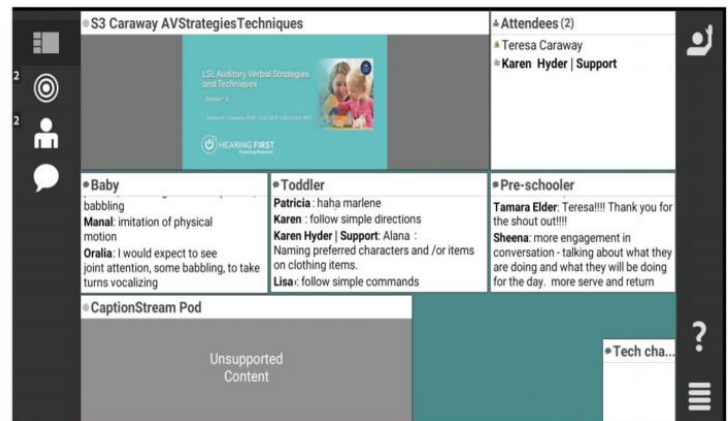 S3 Caraway AVStrategiesTechniques
Attendees (2)
Teresa Caraway
Karen Hyder | Support
2
2
LSL Auditory Verbal Strategies
and Techniques
Session 3
HEARING FIRST
Baby
babbling
Manal: imitation of physical
motion
Oralia: I would expect to see
joint attention, some babbling, to take
turns vocalizing
Toddler
Patricia : haha marlene
Karen : follow simple directions
Karen Hyder | Support: Alana :
Naming preferred characters and /or items
on clothing items.
Lisa : follow simple commands
Pre-schooler
Tamara Elder: Teresa!!!! Thank you for
the shout out!!!!
Sheena: more engagement in
conversation - talking about what they
are doing and what they will be doing
for the day. more serve and return
CaptionStream Pod
Unsupported
Content
Tech cha...
?